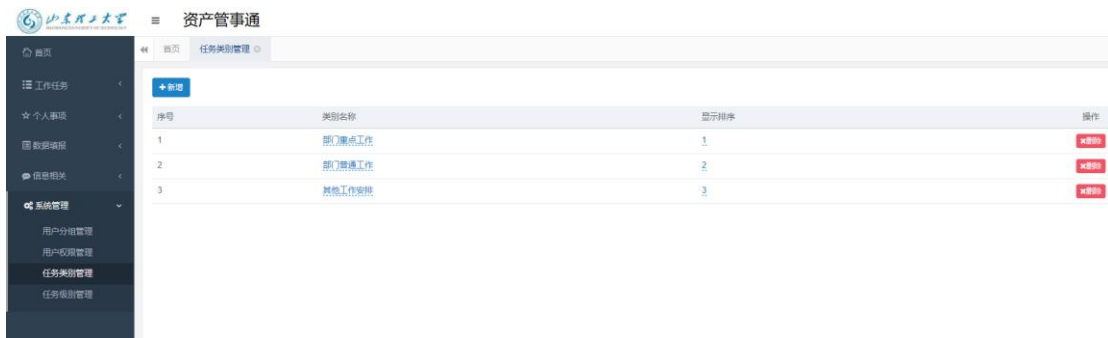 山东理工大学
资产管事通
首页
首页 任务类别管理
工作任务
+新增
个人事项
序号 类别名称 显示排序 操作
数据填报
1 部门重点工作 1 ×删除
信息相关
2 部门普通工作 2 ×删除
3 其他工作安排 3 ×删除
系统管理
用户分组管理
用户权限管理
任务类别管理
任务级别管理